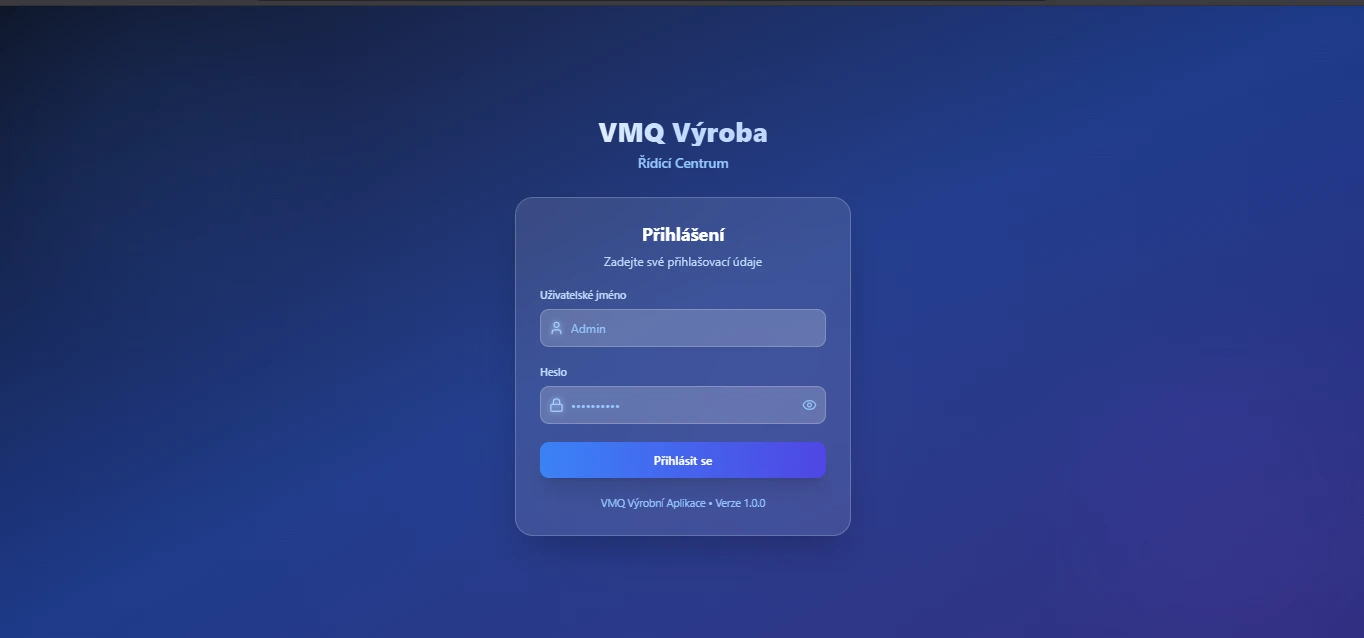 VMQ Výroba
Řídící Centrum
Přihlášení
Zadejte své přihlašovací údaje
Uživatelské jméno
Admin
Heslo
••••••••••
Přihlásit se
VMQ Výrobní Aplikace • Verze 1.0.0